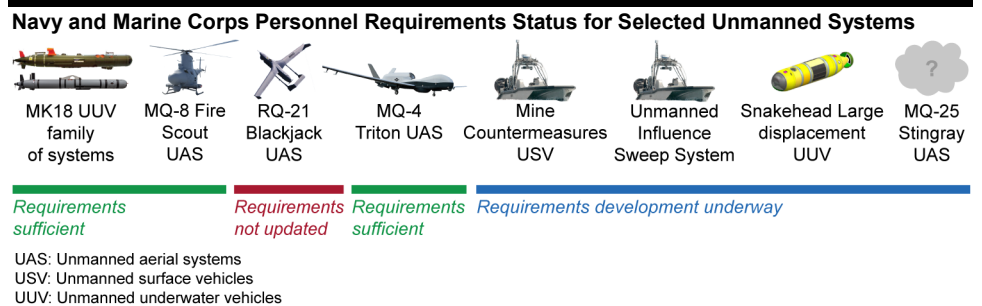 Navy and Marine Corps Personnel Requirements Status for Selected Unmanned Systems
?
MK18 UUV
family
of systems
MQ-8 Fire
Scout
UAS
RQ-21
Blackjack
UAS
MQ-4
Triton UAS
Mine
Countermeasures
USV
Unmanned
Influence
Sweep System
Snakehead Large
displacement
UUV
MQ-25
Stingray
UAS
Requirements
sufficient
Requirements
not updated
Requirements
sufficient
Requirements development underway
UAS: Unmanned aerial systems
USV: Unmanned surface vehicles
UUV: Unmanned underwater vehicles